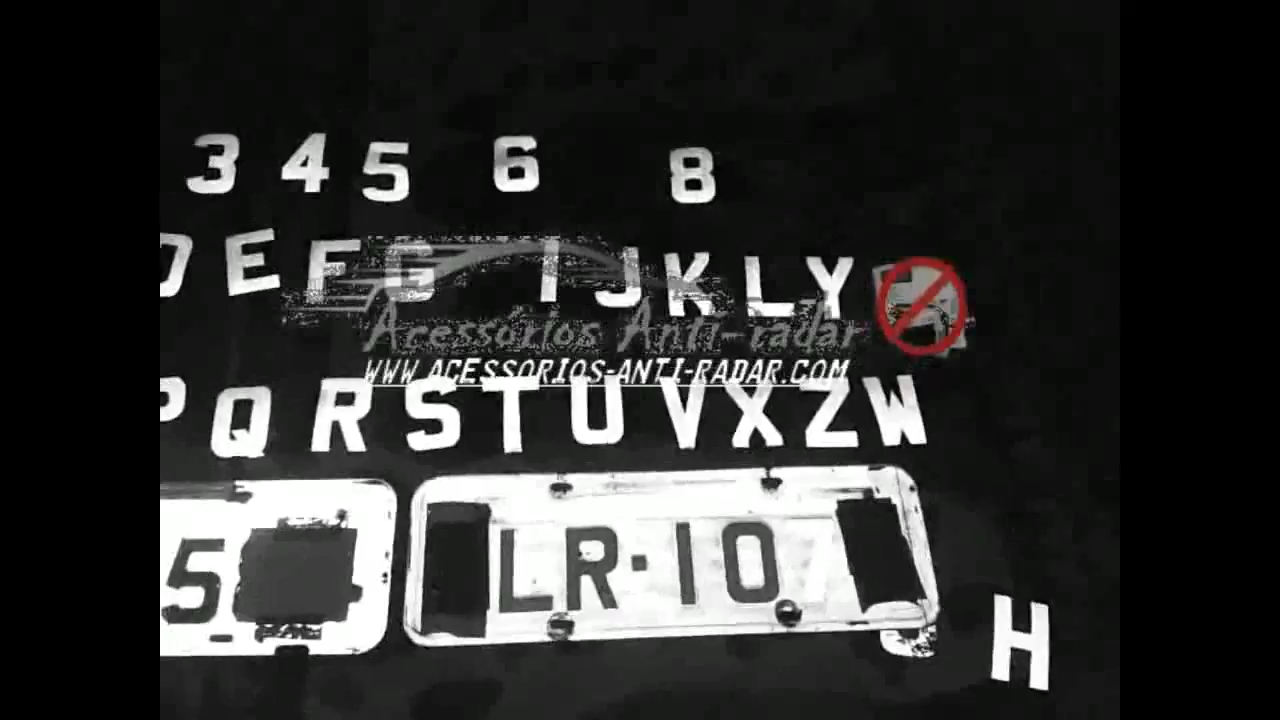 3 4 5 6 8
D E F G I J K L Y
Acessórios Anti-radar
WWW.ACESSORIOS-ANTI-RADAR.COM
P Q R S T U V X Z W
5 LR·10
H